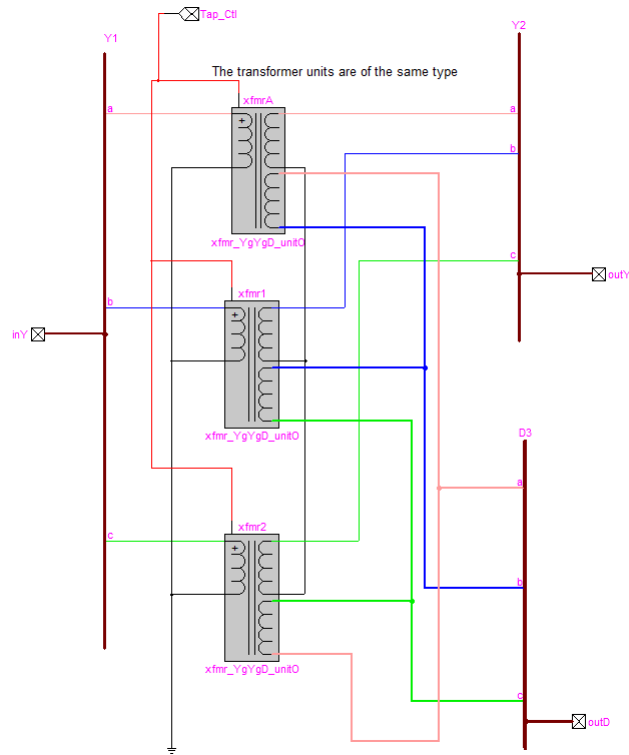 Tap_Ctl
Y1
Y2
The transformer units are of the same type
xfmrA
a
+
a
b
xfmr_YgYgD_unitO
c
outY
xfmr1
b
+
inY
xfmr_YgYgD_unitO
D3
a
xfmr2
c
+
b
xfmr_YgYgD_unitO
c
outD